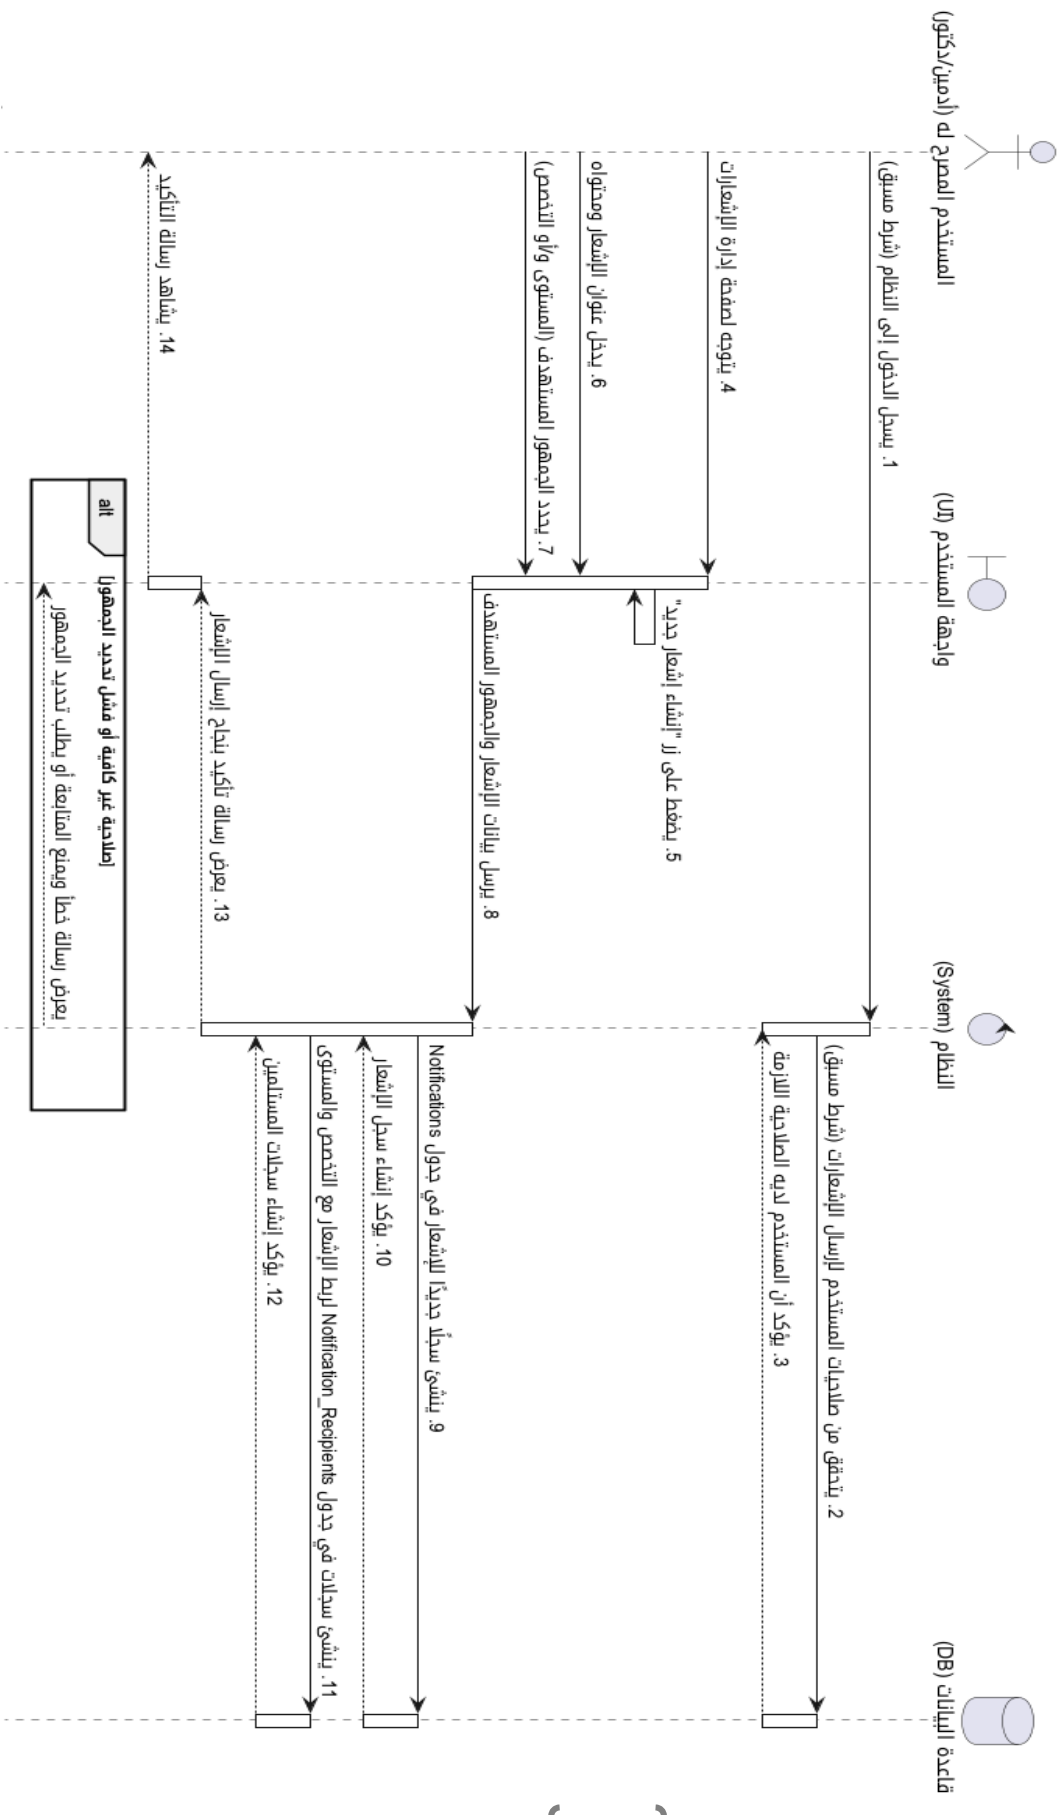 المستخدم المصرح له (أدمين/دكتور)
واجهة المستخدم (UI)
النظام (System)
قاعدة البيانات (DB)
1. يسجل الدخول إلى النظام (شرط مسبق)
2. يتحقق من صلاحيات المستخدم لإرسال الإشعارات (شرط مسبق)
3. يؤكد أن المستخدم لديه الصلاحية اللازمة
4. يتوجه لصفحة إدارة الإشعارات
5. يضغط على زر "إنشاء إشعار جديد"
6. يدخل عنوان الإشعار ومحتواه
7. يحدد الجمهور المستهدف (المستوى و/أو التخصص)
8. يرسل بيانات الإشعار والجمهور المستهدف
9. ينشئ سجلًا جديدًا للإشعار في جدول Notifications
10. يؤكد إنشاء سجل الإشعار
11. ينشئ سجلات في جدول Notification_Recipients لربط الإشعار مع التخصص والمستوى
12. يؤكد إنشاء سجلات المستلمين
13. يعرض رسالة تأكيد بنجاح إرسال الإشعار
14. يشاهد رسالة التأكيد
alt
[صلاحية غير كافية أو فشل تحديد الجمهور]
يعرض رسالة خطأ ويمنع المتابعة أو يطلب تحديد الجمهور